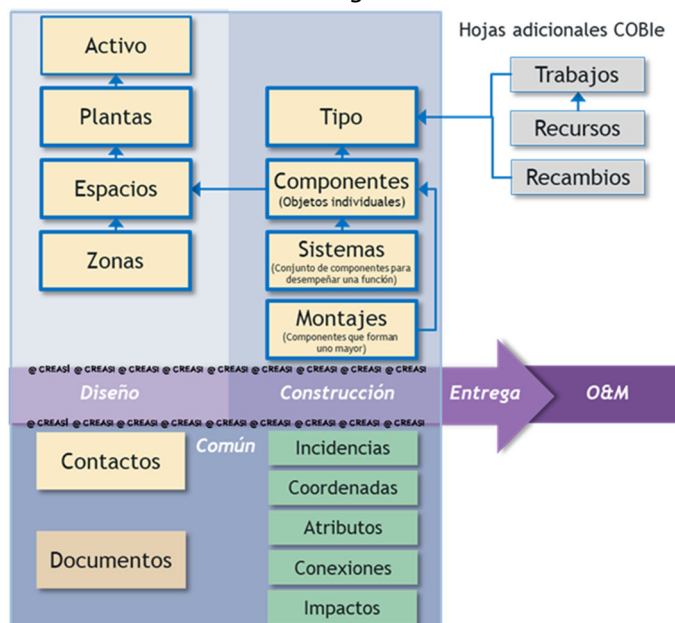 Hojas adicionales COBIe
Activo
Plantas
Espacios
Zonas
Tipo
Componentes
(Objetos individuales)
Sistemas
(Conjunto de componentes para
desempeñar una función)
Montajes
(Componentes que forman
uno mayor)
Trabajos
Recursos
Recambios
@ CREASÍ @ CREASI @ CREASI @ CREASI @ CREASI @ CREASI @ CREASI @ CREASI @ CREASI
Diseño
Construcción
Entrega
O&M
@ CREASÍ @ CREASI @ CREASI @ CREASI @ CREASI @ CREASI @ CREASI @ CREASI @ CREASI
Común
Contactos
Documentos
Incidencias
Coordenadas
Atributos
Conexiones
Impactos